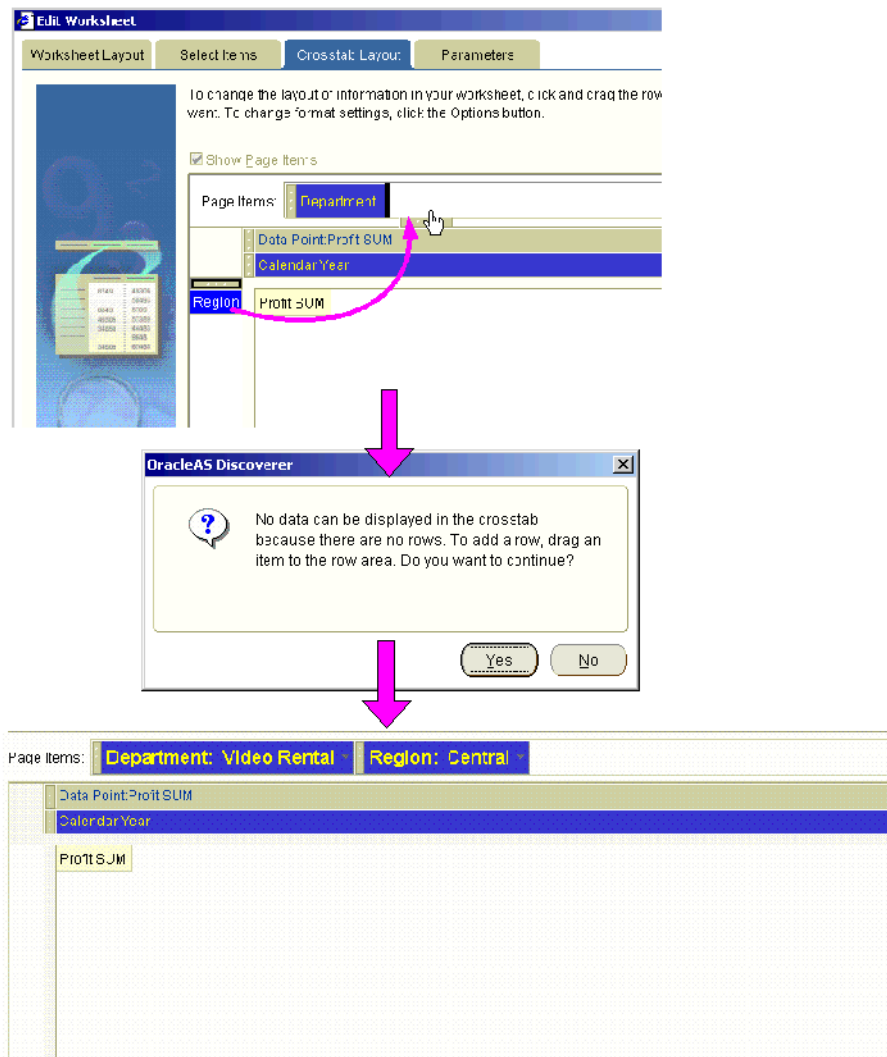 Edit Worksheet
Worksheet Layout Select Items Crosstab Layout Parameters
To change the layout of information in your worksheet, click and drag the row
want. To change format settings, click the Options button.
Show Page Items
Page Items: Department
Data Point:Profit SUM
Calendar Year
Region Profit SUM
OracleAS Discoverer
No data can be displayed in the crosstab
because there are no rows. To add a row, drag an
item to the row area. Do you want to continue?
Yes No
Page Items: Department: Video Rental Region: Central
Data Point:Profit SUM
Calendar Year
Profit SUM